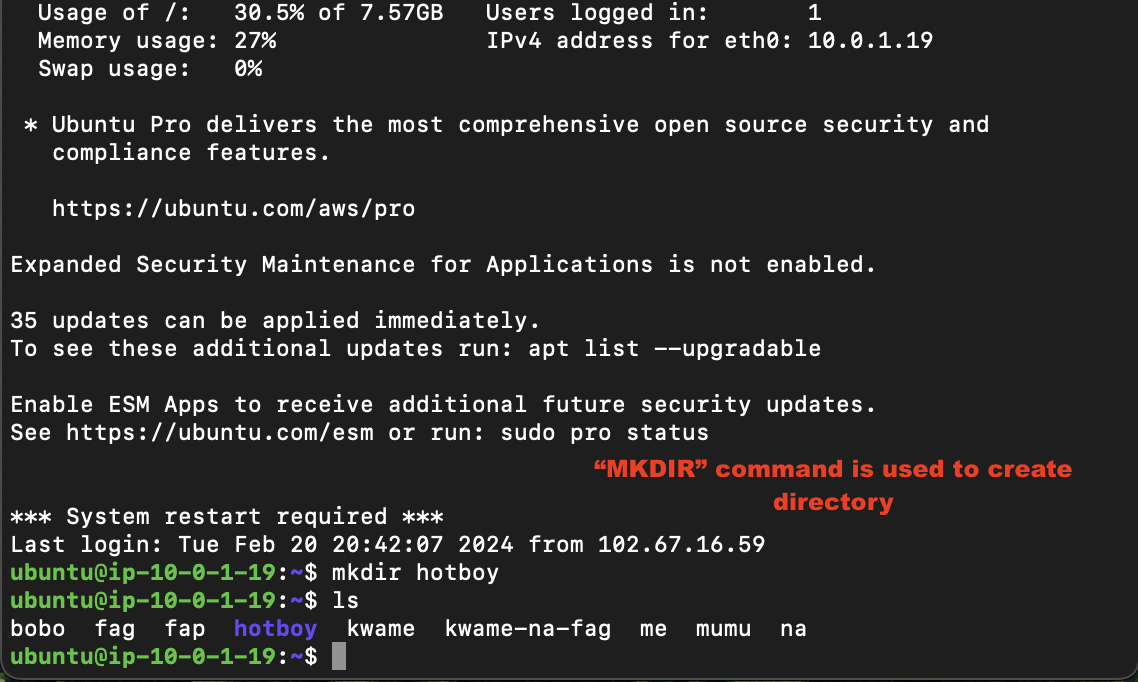 Usage of /:   30.5% of 7.57GB   Users logged in:       1
Memory usage: 27%                IPv4 address for eth0: 10.0.1.19
Swap usage:   0%
* Ubuntu Pro delivers the most comprehensive open source security and
compliance features.
https://ubuntu.com/aws/pro
Expanded Security Maintenance for Applications is not enabled.
35 updates can be applied immediately.
To see these additional updates run: apt list --upgradable
Enable ESM Apps to receive additional future security updates.
See https://ubuntu.com/esm or run: sudo pro status
“MKDIR” command is used to create
directory
*** System restart required ***
Last login: Tue Feb 20 20:42:07 2024 from 102.67.16.59
ubuntu@ip-10-0-1-19:~$ mkdir hotboy
ubuntu@ip-10-0-1-19:~$ ls
bobo  fag  fap  hotboy  kwame  kwame-na-fag  me  mumu  na
ubuntu@ip-10-0-1-19:~$